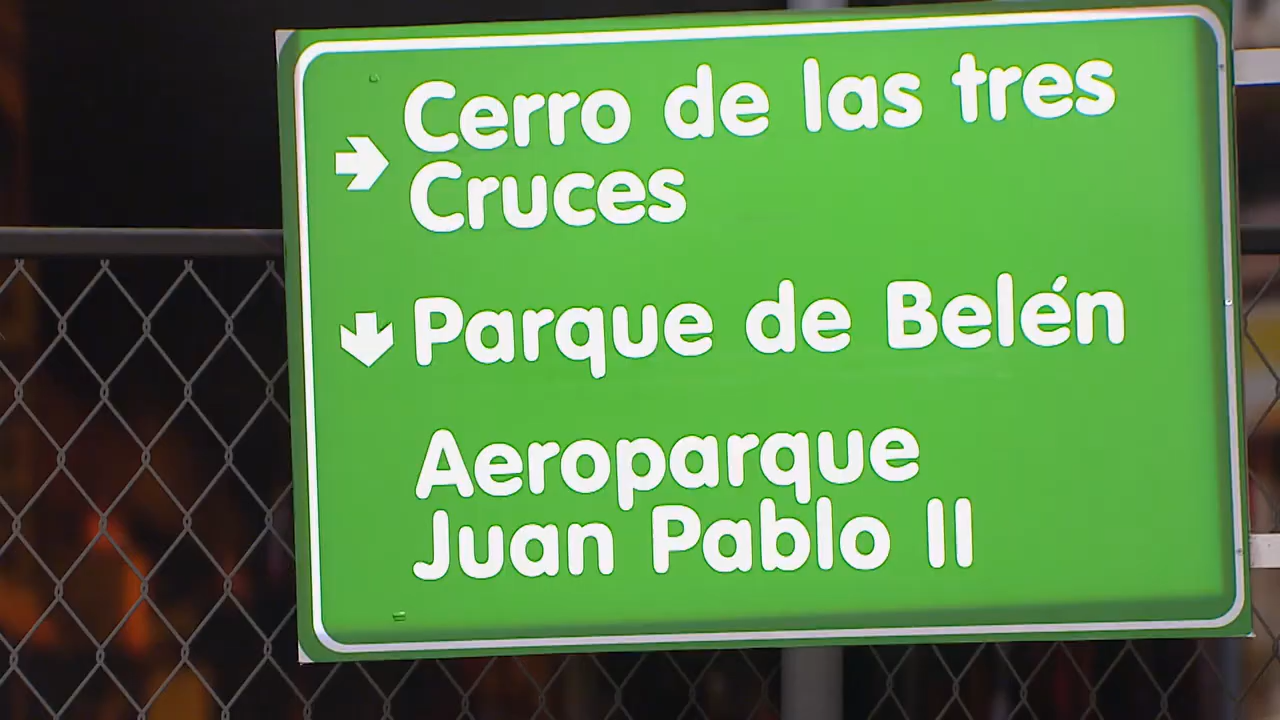 Cerro de las tres
Cruces
Parque de Belén
Aeroparque
Juan Pablo II